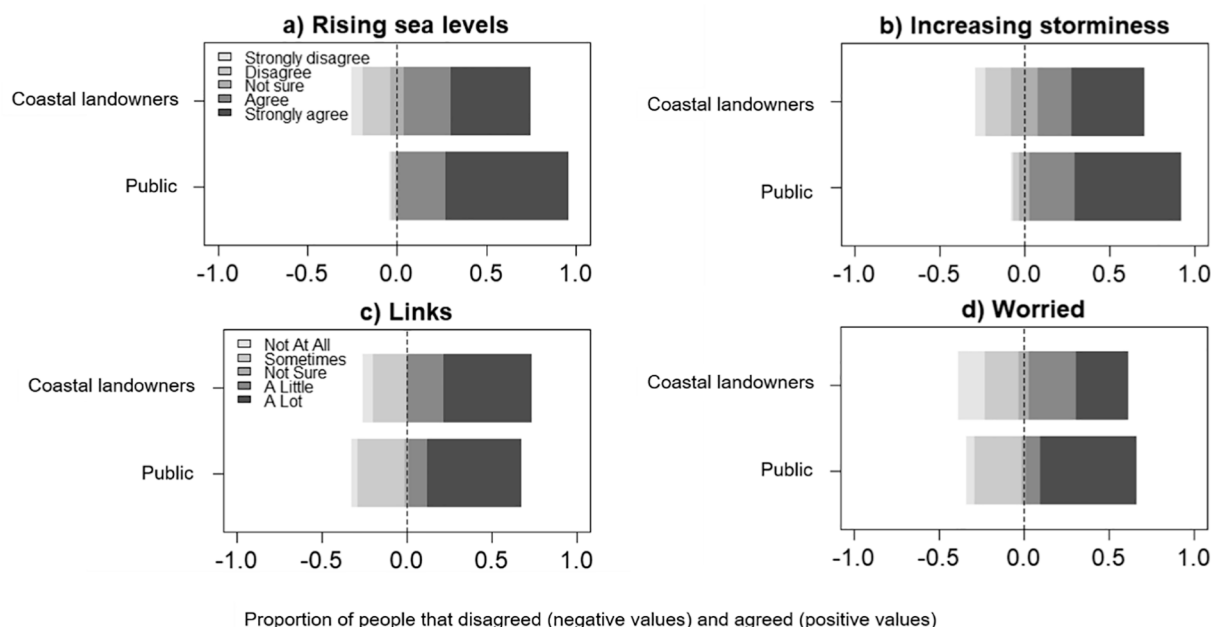 a) Rising sea levels
Strongly disagree
Disagree
Not sure
Agree
Strongly agree
Coastal landowners
Public
-1.0 -0.5 0.0 0.5 1.0
b) Increasing storminess
Coastal landowners
Public
-1.0 -0.5 0.0 0.5 1.0
c) Links
Not At All
Sometimes
Not Sure
A Little
A Lot
Coastal landowners
Public
-1.0 -0.5 0.0 0.5 1.0
d) Worried
Coastal landowners
Public
-1.0 -0.5 0.0 0.5 1.0
Proportion of people that disagreed (negative values) and agreed (positive values)